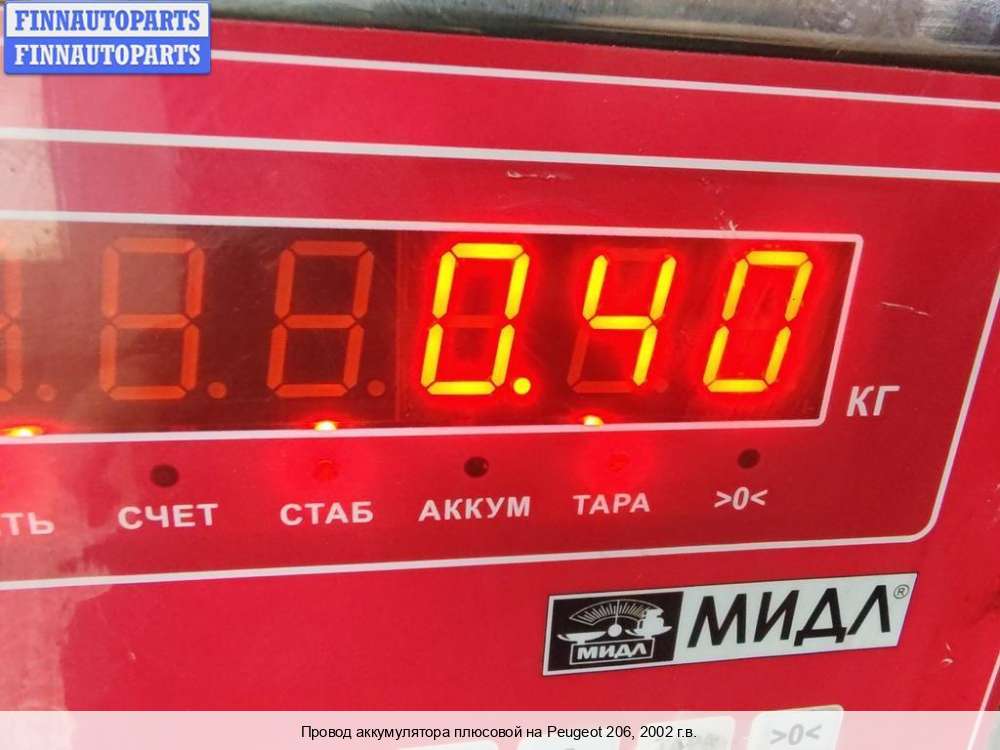 FINNAUTOPARTS
FINNAUTOPARTS
0.40
КГ
СЧЕТ СТАБ АККУМ ТАРА >0<
МИДЛ МИДЛ®
>0<
Провод аккумулятора плюсовой на Peugeot 206, 2002 г.в.